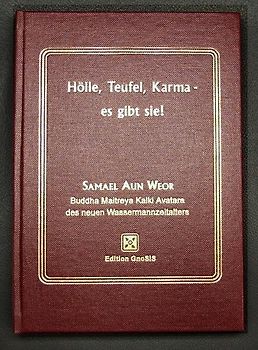 Hölle, Teufel, Karma -
es gibt sie!
SAMAEL AUN WEOR
Buddha Maitreya Kalki Avatara
des neuen Wassermannzeitalters
Edition GnoSiS